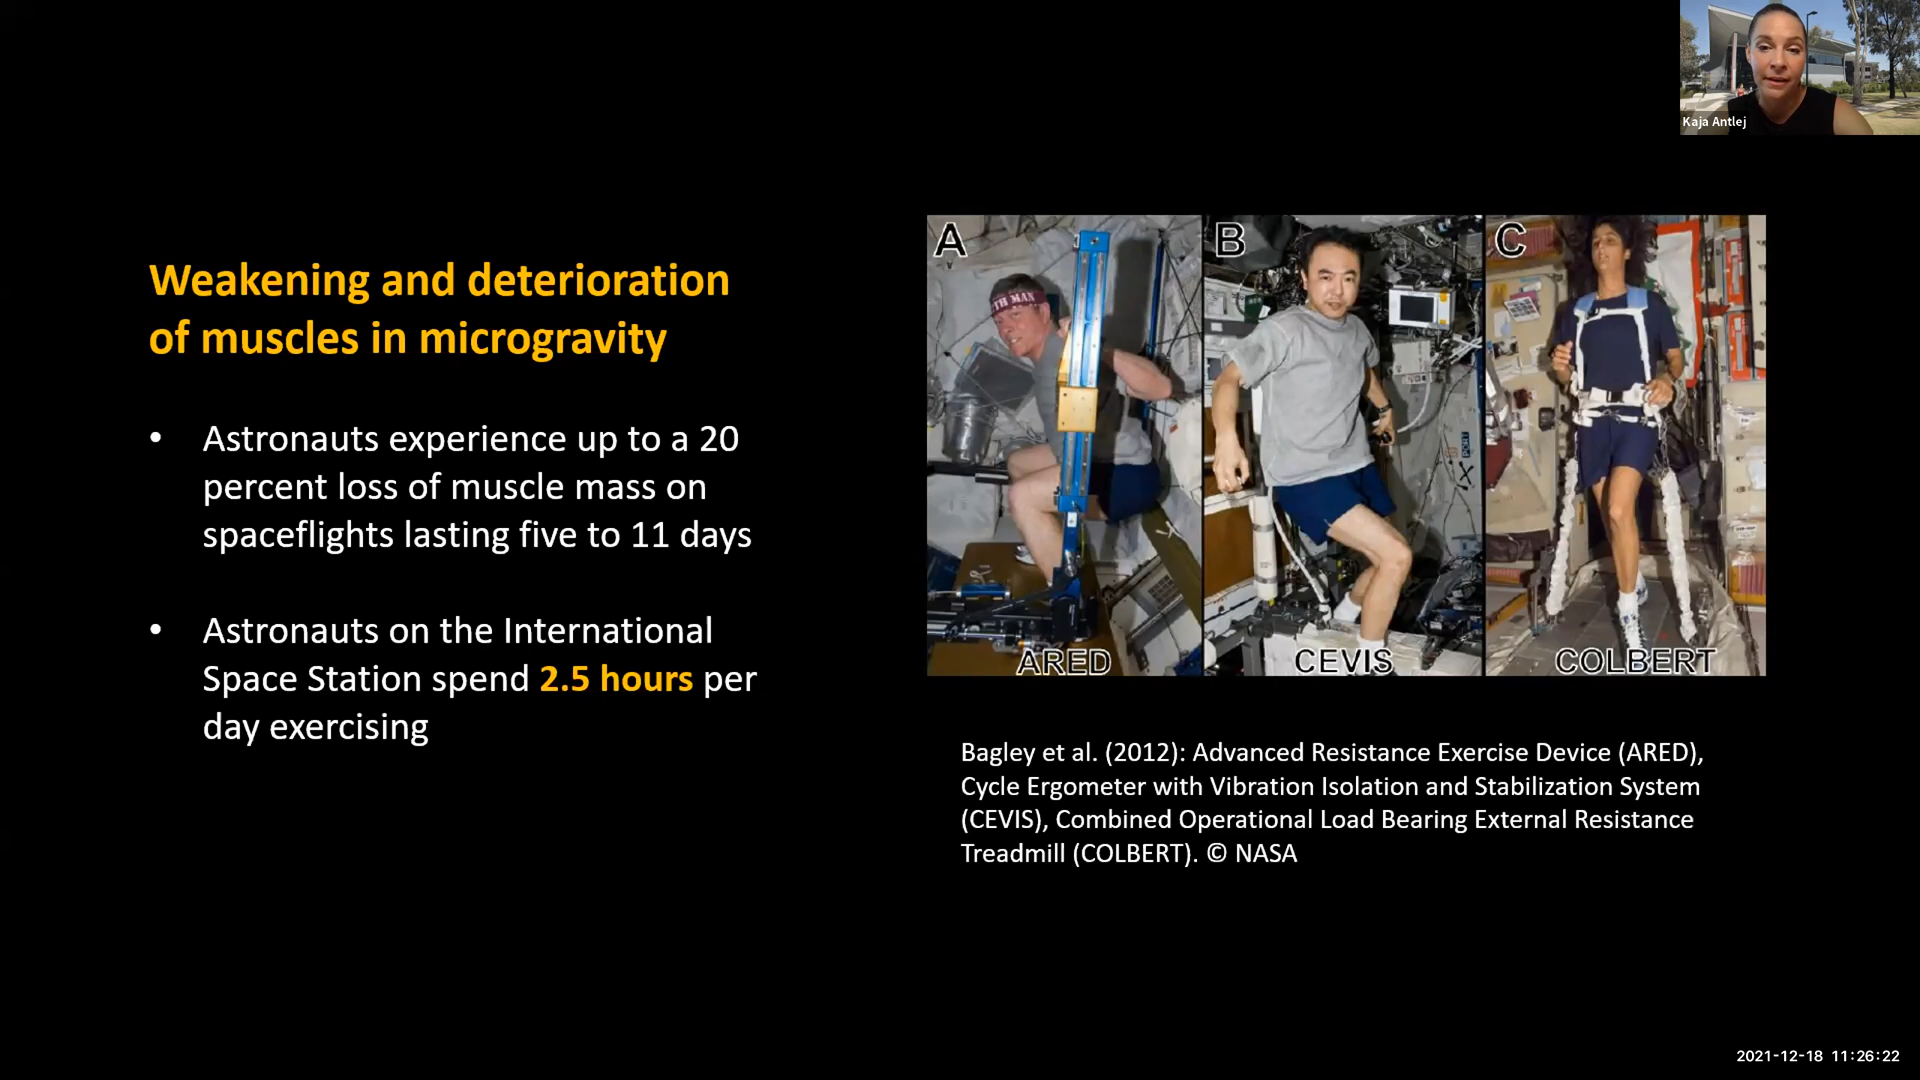 Kaja Antlej
Weakening and deterioration
of muscles in microgravity
• Astronauts experience up to a 20
percent loss of muscle mass on
spaceflights lasting five to 11 days
• Astronauts on the International
Space Station spend 2.5 hours per
day exercising
A
TH MAN
ARED
B
CEVIS
C
COLBERT
Bagley et al. (2012): Advanced Resistance Exercise Device (ARED),
Cycle Ergometer with Vibration Isolation and Stabilization System
(CEVIS), Combined Operational Load Bearing External Resistance
Treadmill (COLBERT). © NASA
2021-12-18 11:26:22